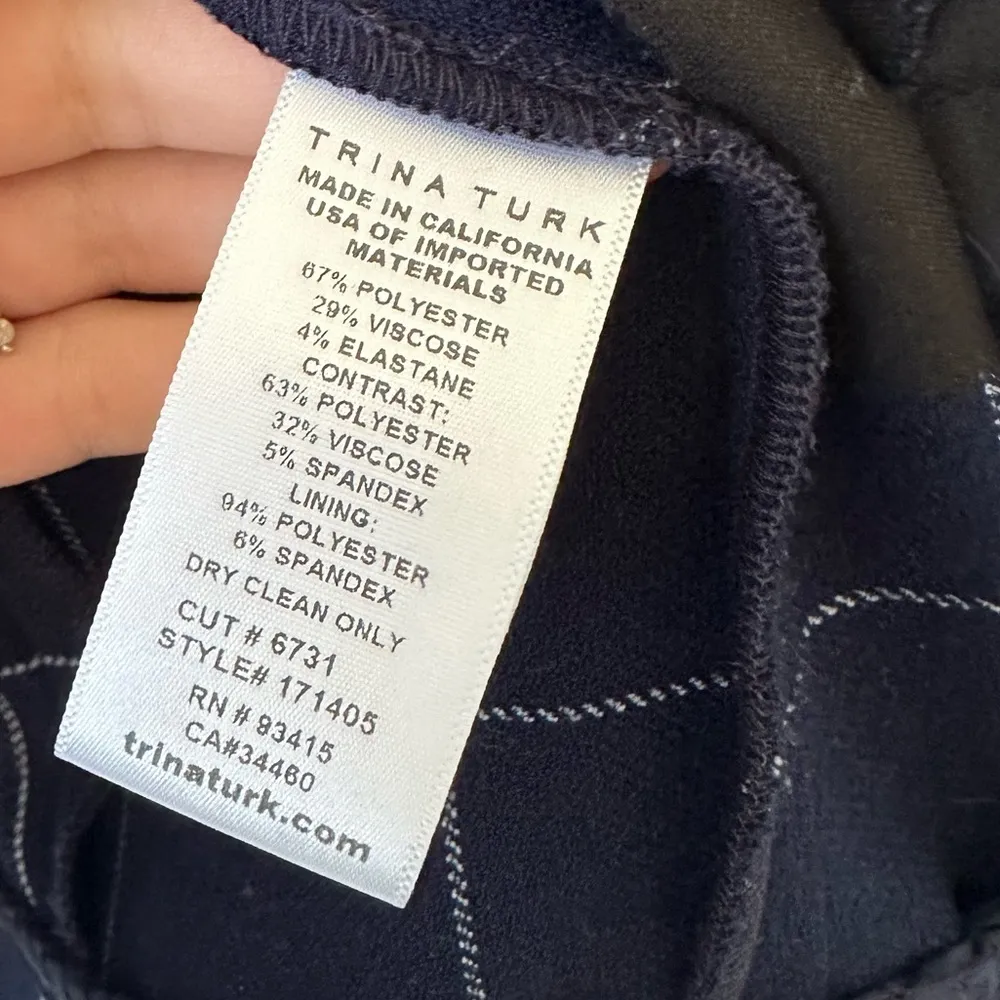 TRINA TURK
MADE IN CALIFORNIA
USA OF IMPORTED
MATERIALS
67% POLYESTER
29% VISCOSE
4% ELASTANE
CONTRAST:
63% POLYESTER
32% VISCOSE
5% SPANDEX
LINING:
94% POLYESTER
6% SPANDEX
DRY CLEAN ONLY
CUT # 6731
STYLE# 171405
RN # 93415
CA#34460
trinaturk.com